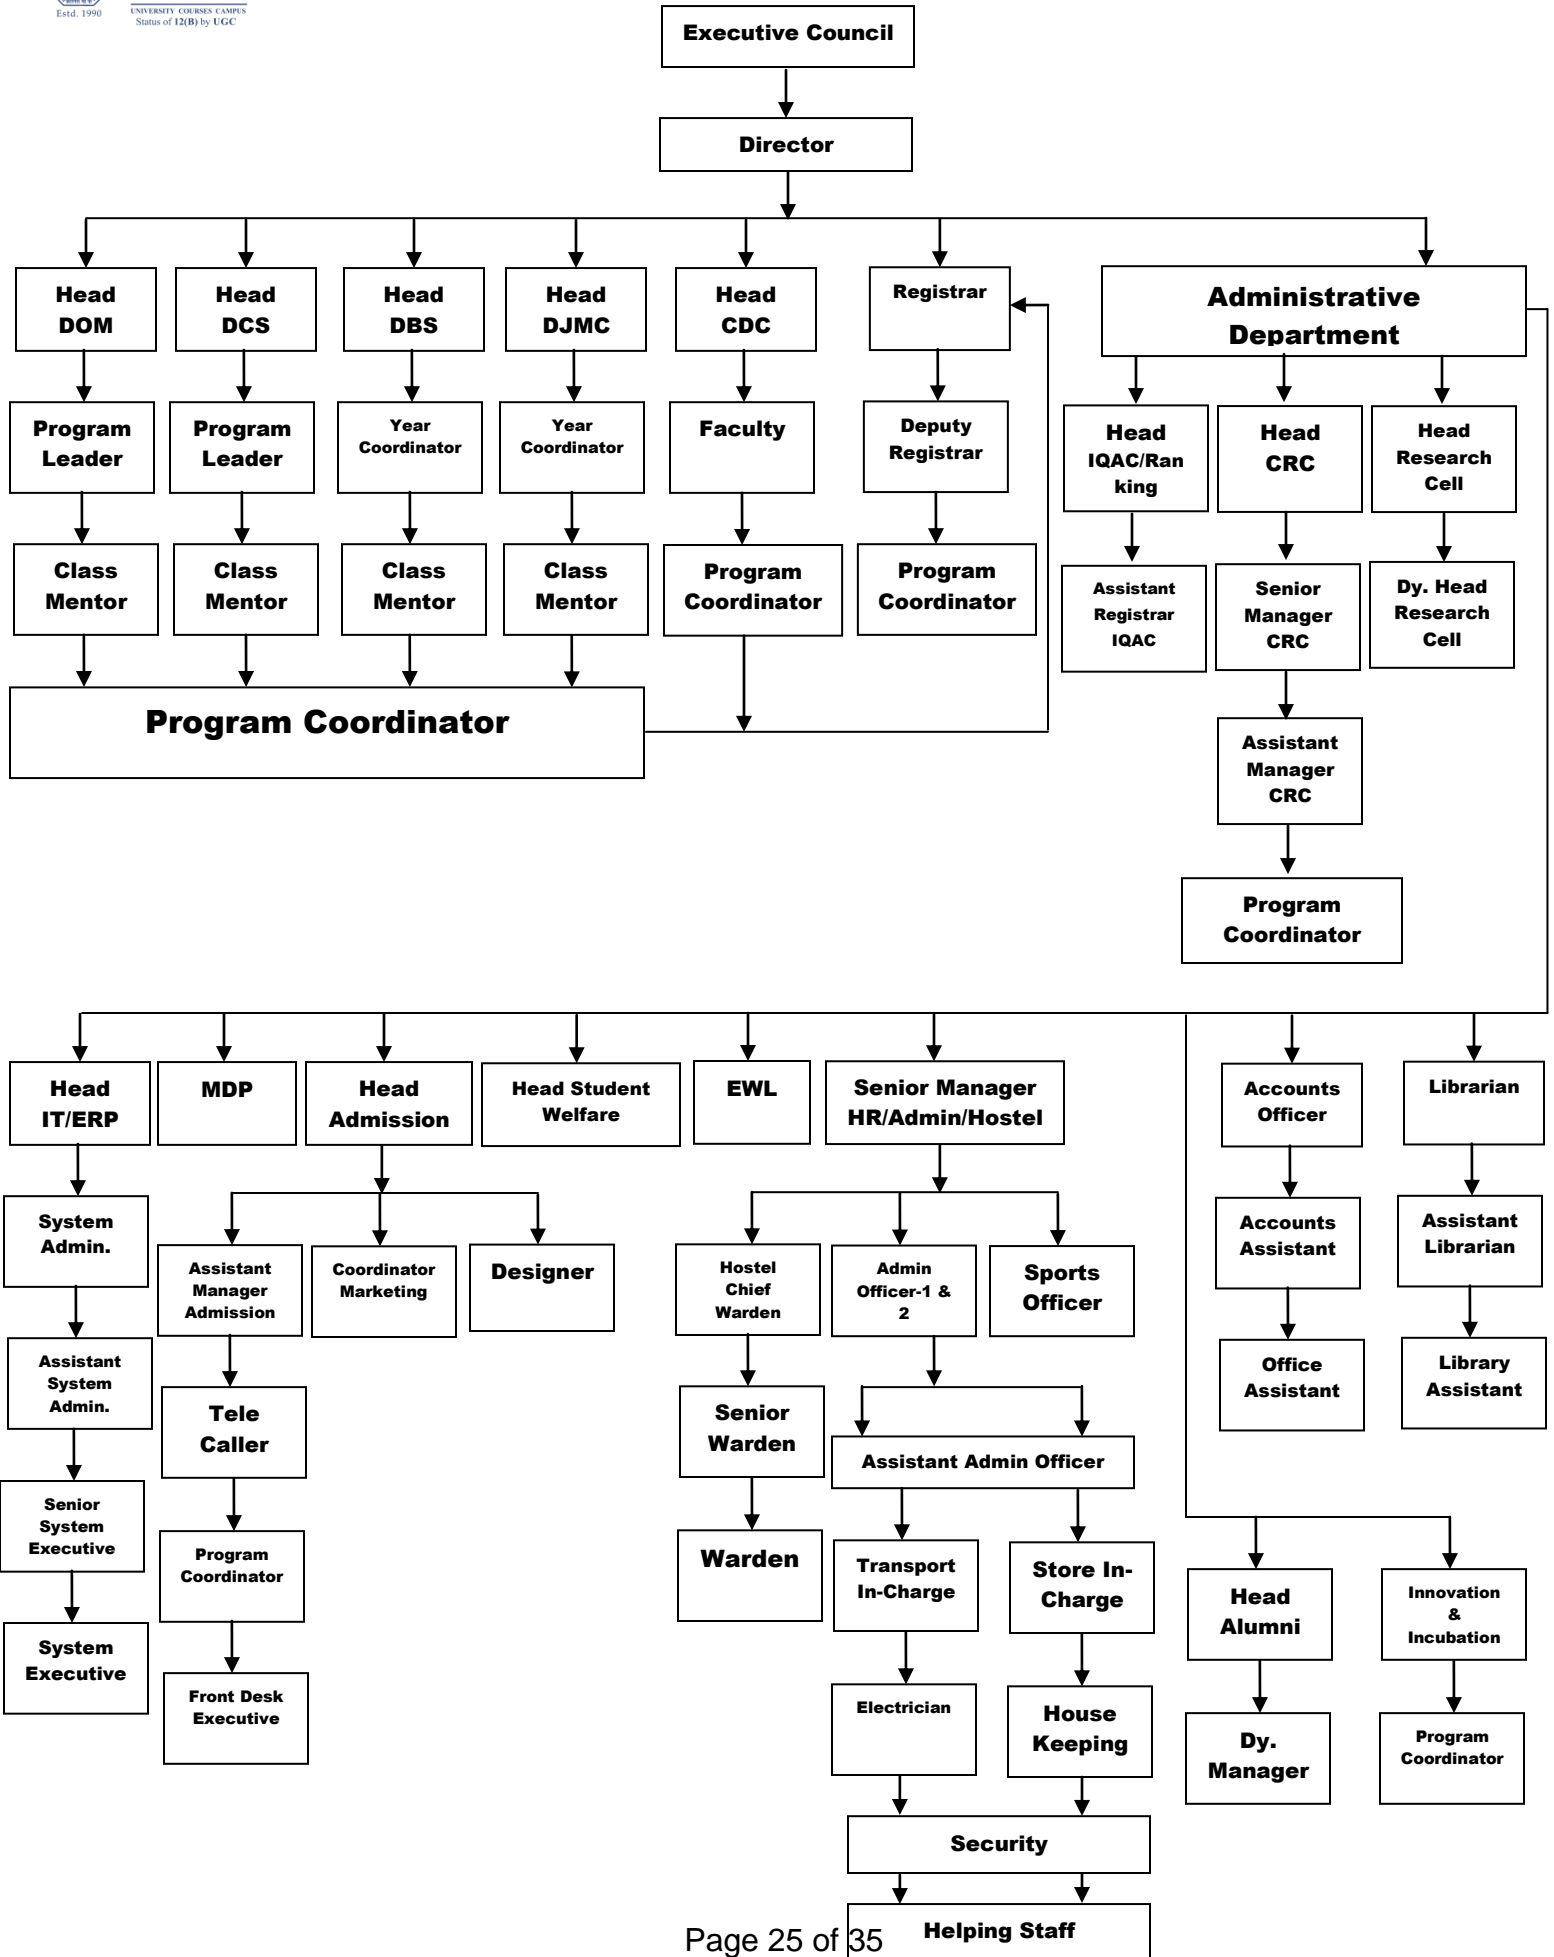 Estd. 1990
UNIVERSITY COURSES CAMPUS
Status of 12(B) by UGC
Executive Council
Director
Head
DOM
Head
DCS
Head
DBS
Head
DJMC
Head
CDC
Registrar
Administrative
Department
Program
Leader
Program
Leader
Year
Coordinator
Year
Coordinator
Faculty
Deputy
Registrar
Head
IQAC/Ran
king
Head
CRC
Head
Research
Cell
Class
Mentor
Class
Mentor
Class
Mentor
Class
Mentor
Program
Coordinator
Program
Coordinator
Assistant
Registrar
IQAC
Senior
Manager
CRC
Dy. Head
Research
Cell
Program Coordinator
Assistant
Manager
CRC
Program
Coordinator
Head
IT/ERP
MDP
Head
Admission
Head Student
Welfare
EWL
Senior Manager
HR/Admin/Hostel
Accounts
Officer
Librarian
System
Admin.
Assistant
Manager
Admission
Coordinator
Marketing
Designer
Hostel
Chief
Warden
Admin
Officer-1 &
2
Sports
Officer
Accounts
Assistant
Assistant
Librarian
Assistant
System
Admin.
Tele
Caller
Senior
Warden
Assistant Admin Officer
Office
Assistant
Library
Assistant
Senior
System
Executive
Program
Coordinator
Warden
Transport
In-Charge
Store In-
Charge
Head
Alumni
Innovation
&
Incubation
System
Executive
Front Desk
Executive
Electrician
House
Keeping
Dy.
Manager
Program
Coordinator
Security
Helping Staff
Page 25 of 35